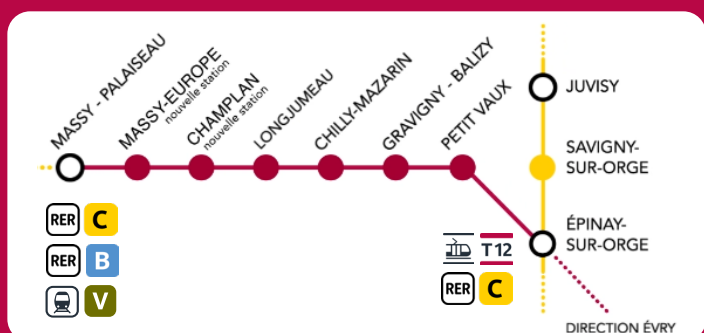 MASSY - PALAISEAU
MASSY-EUROPE
nouvelle station
CHAMPLAN
nouvelle station
LONGJUMEAU
CHILLY-MAZARIN
GRAVIGNY - BALIZY
PETIT VAUX
JUVISY
SAVIGNY-
SUR-ORGE
ÉPINAY-
SUR-ORGE
RER C
RER B
V
T12
RER C
DIRECTION ÉVRY